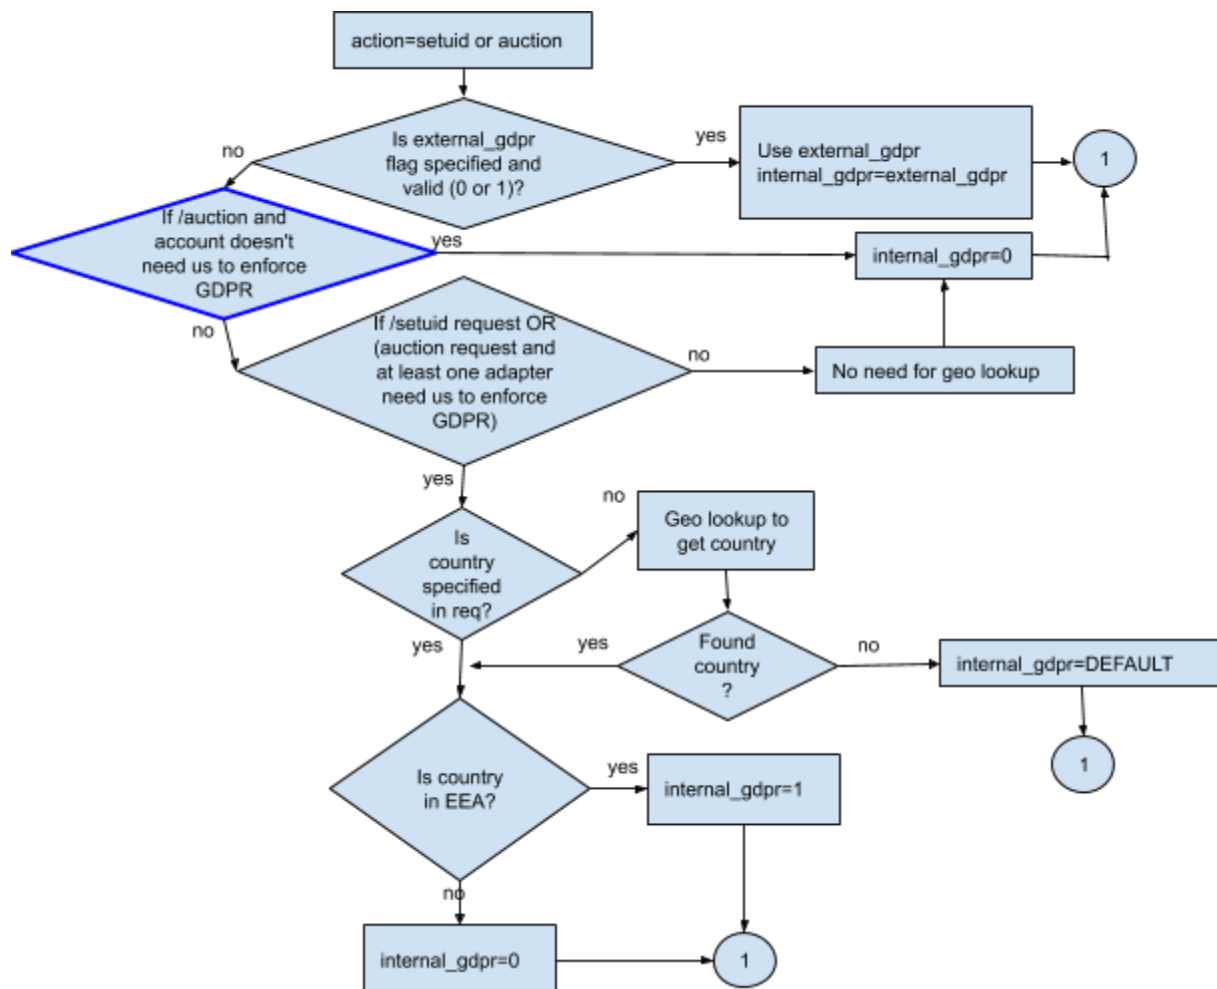 action=setuid or auction
Is external_gdpr
flag specified and
valid (0 or 1)?
yes
Use external_gdpr
internal_gdpr=external_gdpr
1
no
If /auction and
account doesn't
need us to enforce
GDPR
yes
internal_gdpr=0
no
If /setuid request OR
(auction request and
at least one adapter
need us to enforce
GDPR)
no
No need for geo lookup
yes
Is
country
specified
in req?
no
Geo lookup to
get country
yes
Found
country
?
yes
no
internal_gdpr=DEFAULT
1
Is country
in EEA?
yes
internal_gdpr=1
no
internal_gdpr=0
1